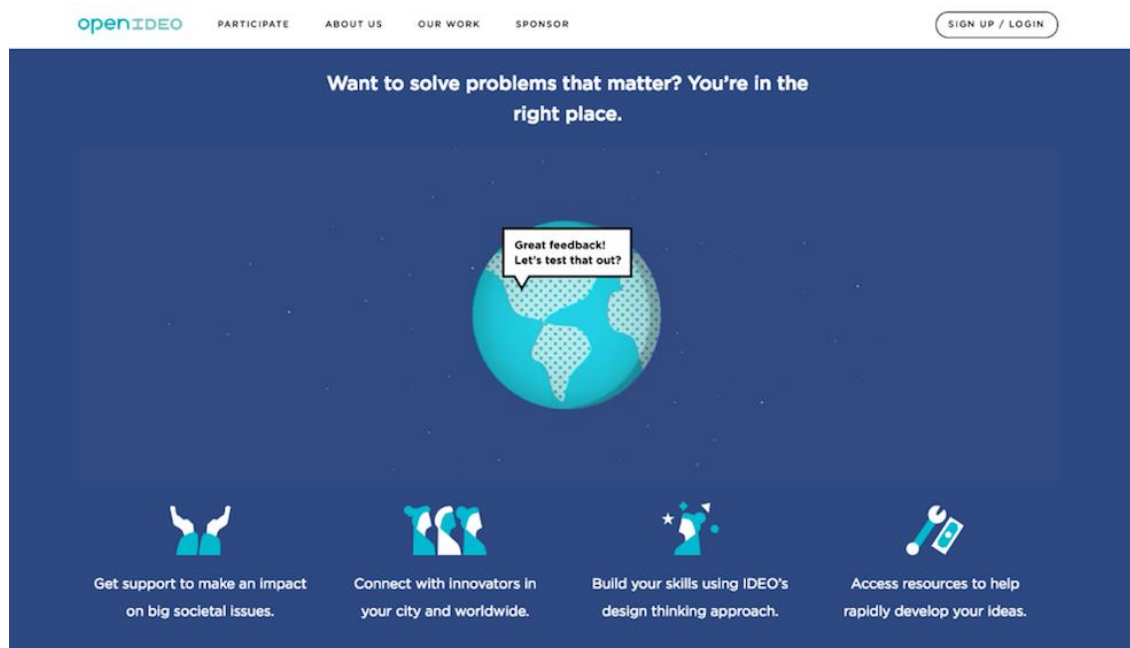 openIDEO PARTICIPATE ABOUT US OUR WORK SPONSOR SIGN UP / LOGIN
Want to solve problems that matter? You're in the
right place.
Great feedback!
Let's test that out?
Get support to make an impact
on big societal issues.
Connect with innovators in
your city and worldwide.
Build your skills using IDEO's
design thinking approach.
Access resources to help
rapidly develop your ideas.